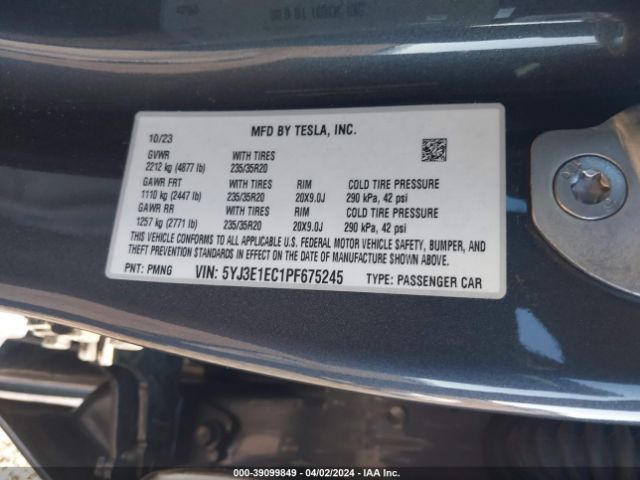 MFD BY TESLA, INC.
10/23
GVWR WITH TIRES
2212 kg (4877 lb) 235/35R20
GAWR FRT WITH TIRES RIM COLD TIRE PRESSURE
1110 kg (2447 lb) 235/35R20 20X9.0J 290 kPa, 42 psi
GAWR RR WITH TIRES RIM COLD TIRE PRESSURE
1257 kg (2771 lb) 235/35R20 20X9.0J 290 kPa, 42 psi
THIS VEHICLE CONFORMS TO ALL APPLICABLE U.S. FEDERAL MOTOR VEHICLE SAFETY, BUMPER, AND
THEFT PREVENTION STANDARDS IN EFFECT ON THE DATE OF MANUFACTURE SHOWN ABOVE.
PNT: PMNG VIN: 5YJ3E1EC1PF675245 TYPE: PASSENGER CAR
000-39099849 - 04/02/2024 - IAA Inc.